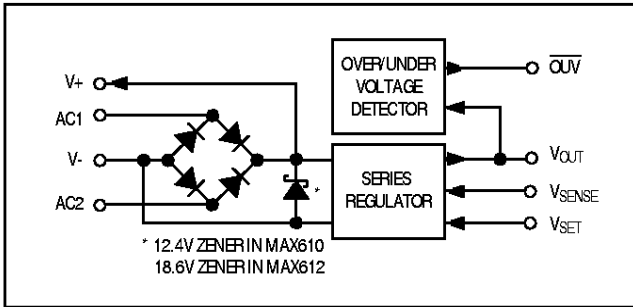 V+
AC1
V-
AC2
OVER/UNDER
VOLTAGE
DETECTOR
OUV
SERIES
REGULATOR
VOUT
VSENSE
VSET
*
* 12.4V ZENER IN MAX610
18.6V ZENER IN MAX612